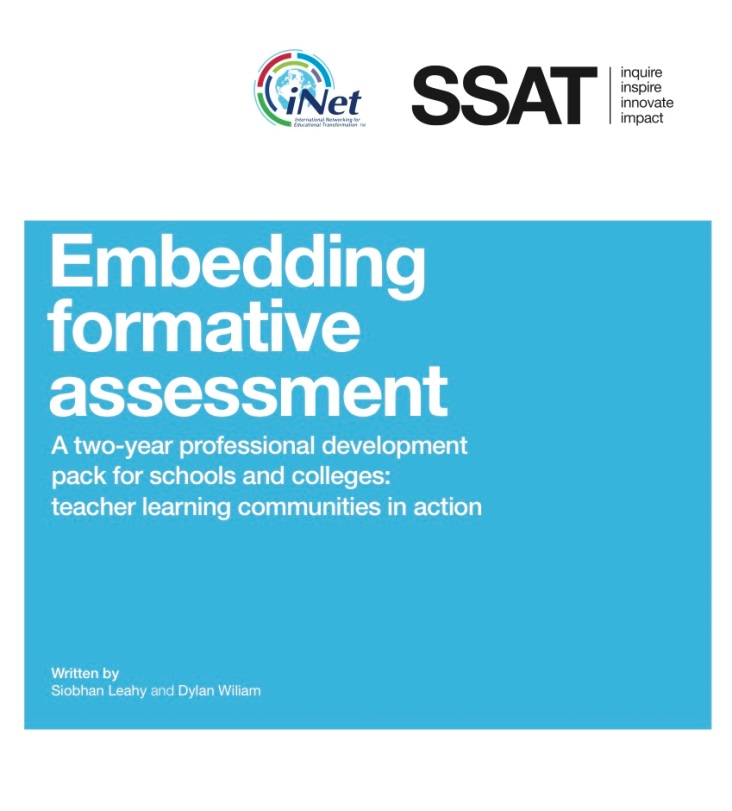 iNet
International Networking for
Educational Transformation ™
SSAT
inquire
inspire
innovate
impact
Embedding
formative
assessment
A two-year professional development
pack for schools and colleges:
teacher learning communities in action
Written by
Siobhan Leahy and Dylan Wiliam